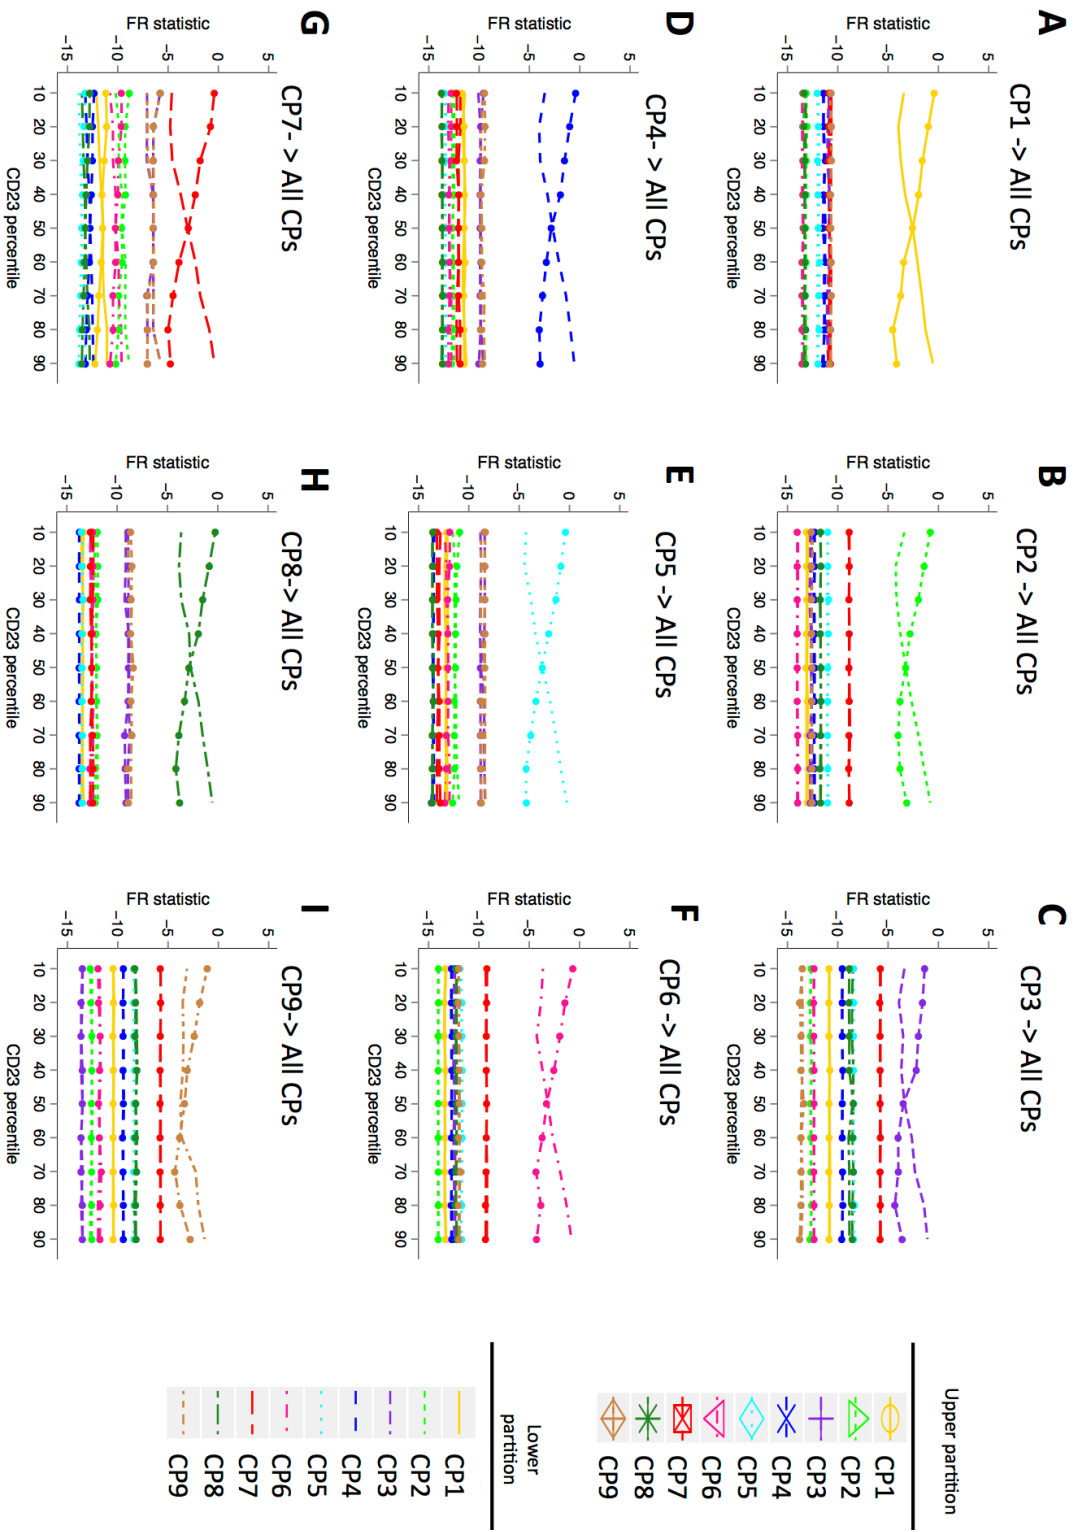 A
CP1 -> All CPs
FR statistic
5
0
−5
−10
−15
10 20 30 40 50 60 70 80 90
CD23 percentile
B
CP2 -> All CPs
FR statistic
5
0
−5
−10
−15
10 20 30 40 50 60 70 80 90
CD23 percentile
C
CP3 -> All CPs
FR statistic
5
0
−5
−10
−15
10 20 30 40 50 60 70 80 90
CD23 percentile
D
CP4- > All CPs
FR statistic
5
0
−5
−10
−15
10 20 30 40 50 60 70 80 90
CD23 percentile
E
CP5 -> All CPs
FR statistic
5
0
−5
−10
−15
10 20 30 40 50 60 70 80 90
CD23 percentile
F
CP6 -> All CPs
FR statistic
5
0
−5
−10
−15
10 20 30 40 50 60 70 80 90
CD23 percentile
G
CP7- > All CPs
FR statistic
5
0
−5
−10
−15
10 20 30 40 50 60 70 80 90
CD23 percentile
H
CP8-> All CPs
FR statistic
5
0
−5
−10
−15
10 20 30 40 50 60 70 80 90
CD23 percentile
I
CP9-> All CPs
FR statistic
5
0
−5
−10
−15
10 20 30 40 50 60 70 80 90
CD23 percentile
Upper partition
CP1
CP2
CP3
CP4
CP5
CP6
CP7
CP8
CP9
Lower
partition
CP1
CP2
CP3
CP4
CP5
CP6
CP7
CP8
CP9